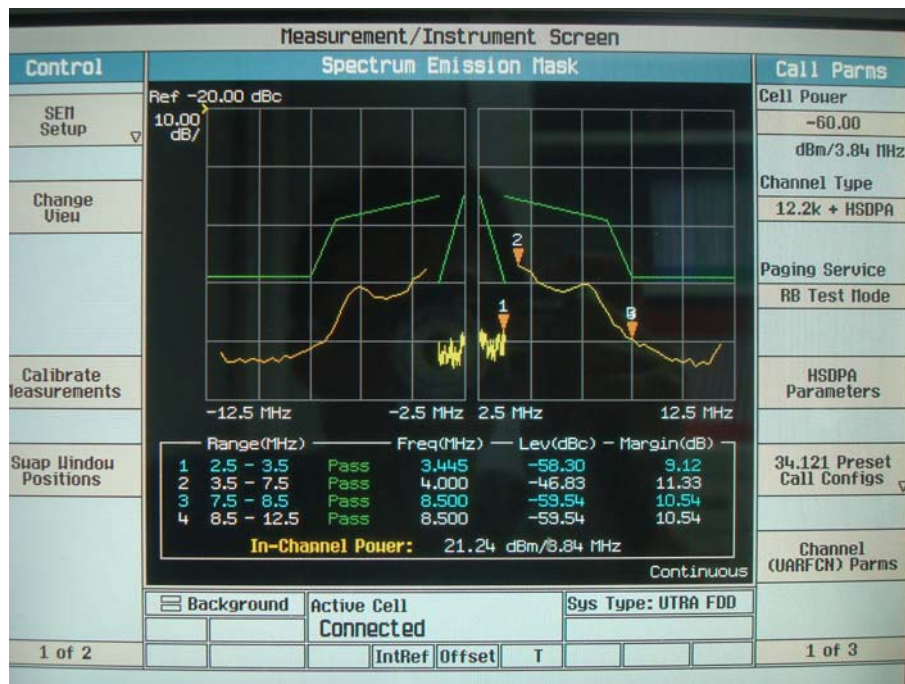 Measurement/Instrument Screen
Control
SEM
Setup
Change
View
Calibrate
Measurements
Swap Window
Positions
1 of 2
Spectrum Emission Mask
Ref -20.00 dBc
10.00
dB/
2
1
-12.5 MHz
-2.5 MHz
2.5 MHz
12.5 MHz
Range(MHz) Freq(MHz) Lev(dBc) Margin(dB)
1 2.5 - 3.5 Pass 3.445 -58.30 9.12
2 3.5 - 7.5 Pass 4.000 -46.83 11.33
3 7.5 - 8.5 Pass 8.500 -59.54 10.54
4 8.5 - 12.5 Pass 8.500 -59.54 10.54
In-Channel Power: 21.24 dBm/3.84 MHz
Continuous
Background
Active Cell
Connected
Sys Type: UTRA FDD
IntRef Offset T
Call Parms
Cell Power
-60.00
dBm/3.84 MHz
Channel Type
12.2k + HSDPA
Paging Service
RB Test Mode
HSDPA
Parameters
34.121 Preset
Call Configs
Channel
(UARFCN) Parms
1 of 3